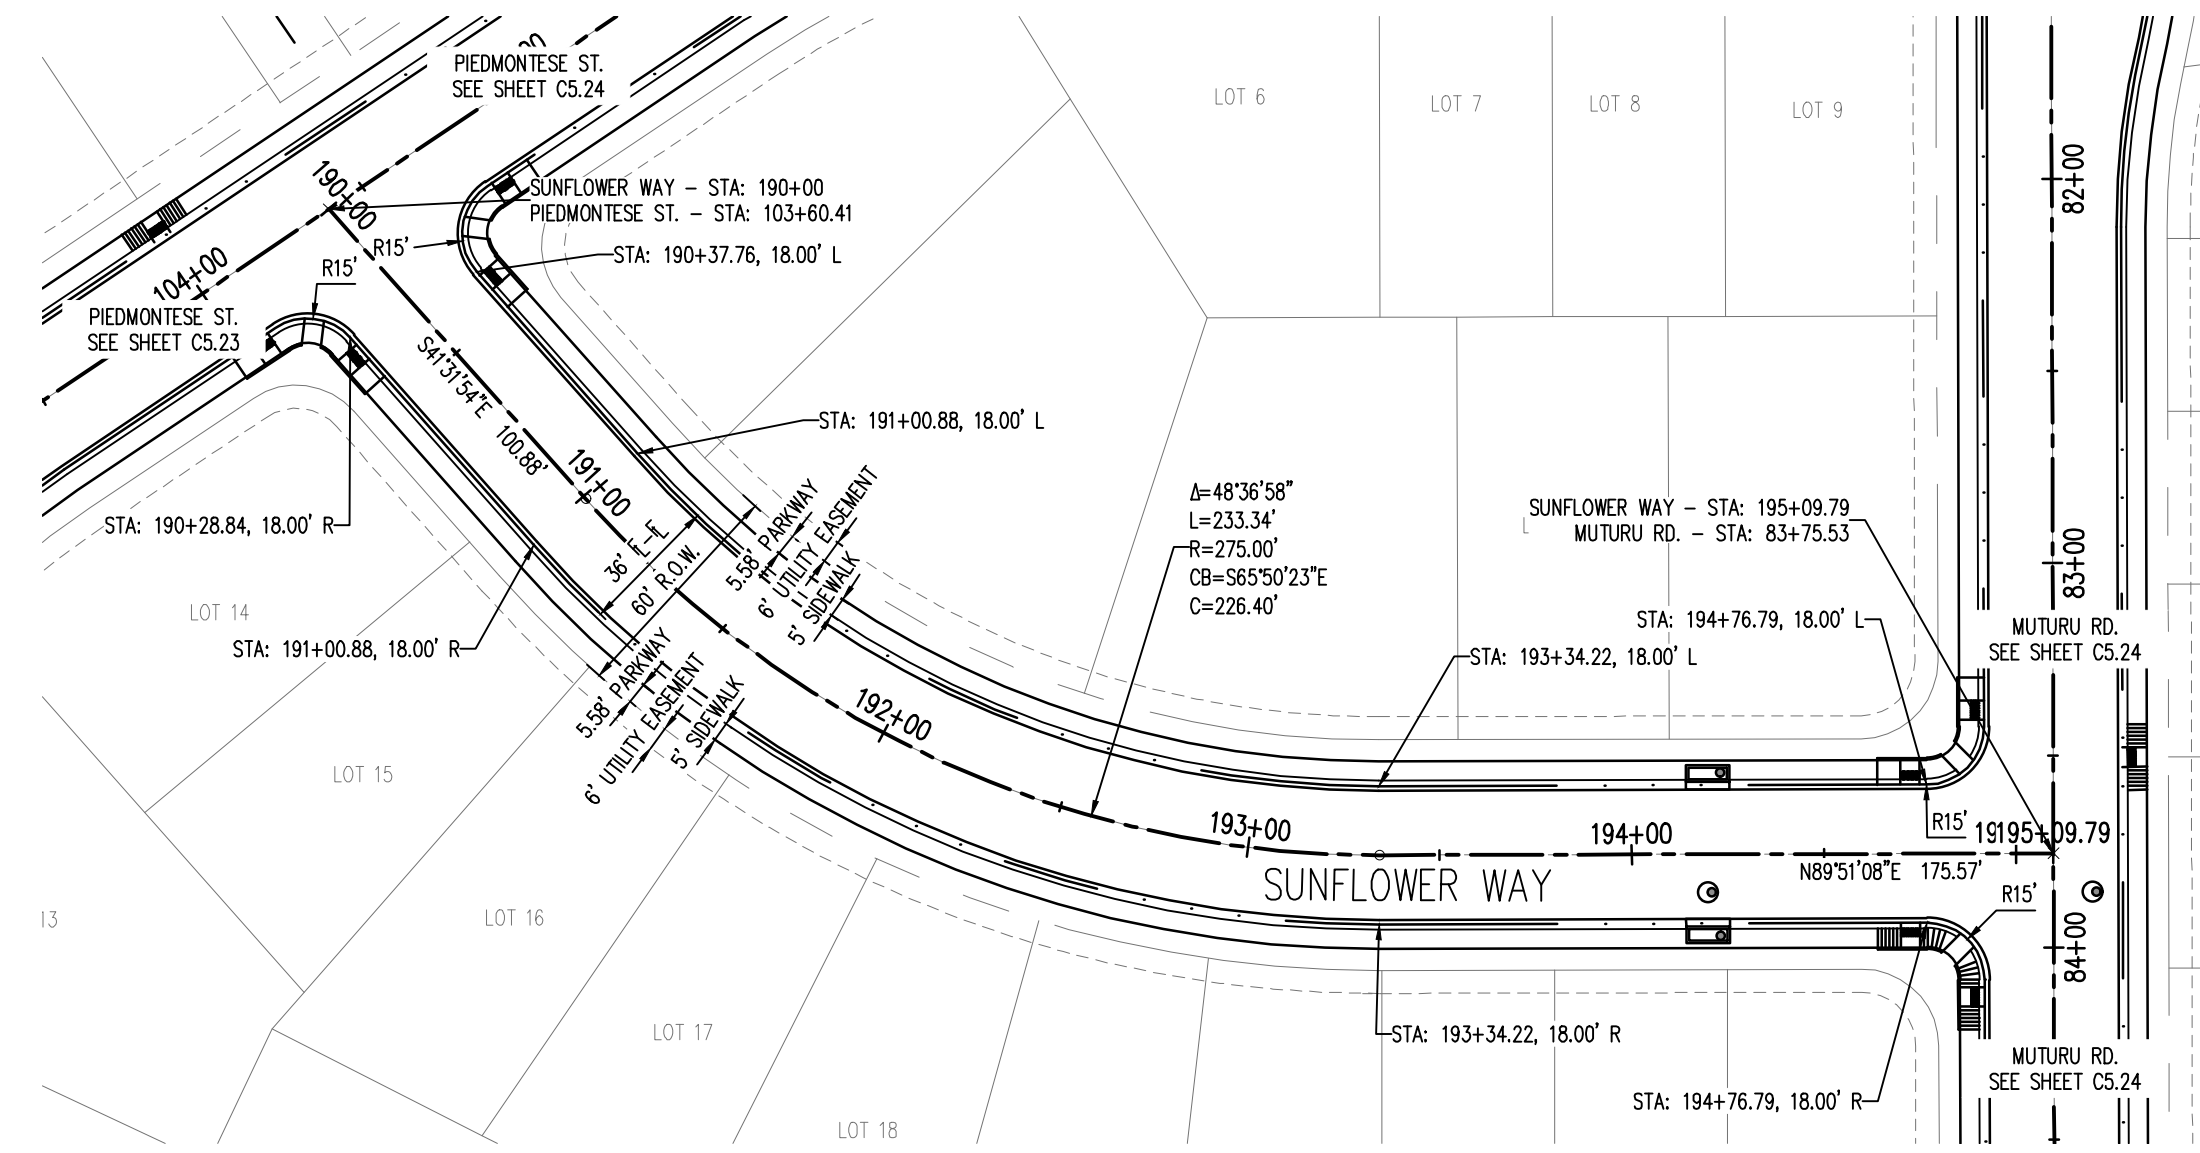 PIEDMONTESE ST.
SEE SHEET C5.24
190+00
SUNFLOWER WAY – STA: 190+00
PIEDMONTESE ST. – STA: 103+60.41
R15'
STA: 190+37.76, 18.00' L
R15'
104+00
PIEDMONTESE ST.
SEE SHEET C5.23
S41°31'54"E 100.88'
STA: 191+00.88, 18.00' L
191+00
STA: 190+28.84, 18.00' R
LOT 14
STA: 191+00.88, 18.00' R
36'
60' R.O.W.
5.58' PARKWAY
6' UTILITY EASEMENT
5' SIDEWALK
5.58' PARKWAY
6' UTILITY EASEMENT
5' SIDEWALK
Δ=48°36'58"
L=233.34'
R=275.00'
CB=S65°50'23"E
C=226.40'
LOT 6
LOT 7
LOT 8
LOT 9
82+00
SUNFLOWER WAY – STA: 195+09.79
MUTURU RD. – STA: 83+75.53
83+00
STA: 194+76.79, 18.00' L
MUTURU RD.
SEE SHEET C5.24
STA: 193+34.22, 18.00' L
192+00
193+00
194+00
R15'
195+09.79
N89°51'08"E 175.57'
SUNFLOWER WAY
R15'
84+00
LOT 15
13
LOT 16
LOT 17
LOT 18
STA: 193+34.22, 18.00' R
MUTURU RD.
SEE SHEET C5.24
STA: 194+76.79, 18.00' R